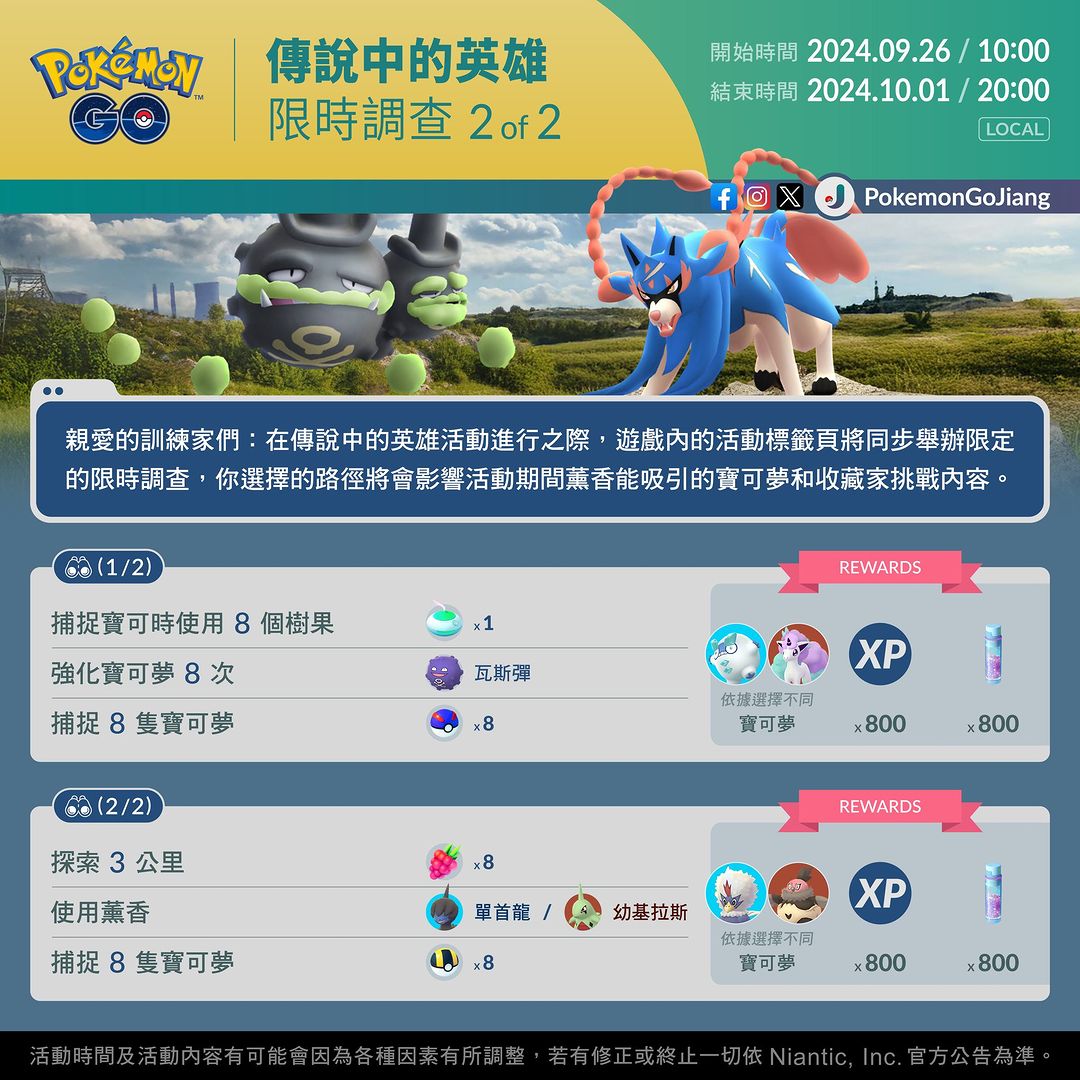 POKéMON GO TM
傳說中的英雄
限時調查 2 of 2
開始時間 2024.09.26 / 10:00
結束時間 2024.10.01 / 20:00
LOCAL
PokemonGoJiang
親愛的訓練家們：在傳說中的英雄活動進行之際，遊戲內的活動標籤頁將同步舉辦限定
的限時調查，你選擇的路徑將會影響活動期間薰香能吸引的寶可夢和收藏家挑戰內容。
(1/2)
REWARDS
捕捉寶可時使用 8 個樹果 x1
強化寶可夢 8 次 瓦斯彈
捕捉 8 隻寶可夢 x8
XP
依據選擇不同
寶可夢 x800 x800
(2/2)
REWARDS
探索 3 公里 x8
使用薰香 單首龍 / 幼基拉斯
捕捉 8 隻寶可夢 x8
XP
依據選擇不同
寶可夢 x800 x800
活動時間及活動內容有可能會因為各種因素有所調整，若有修正或終止一切依 Niantic, Inc. 官方公告為準。